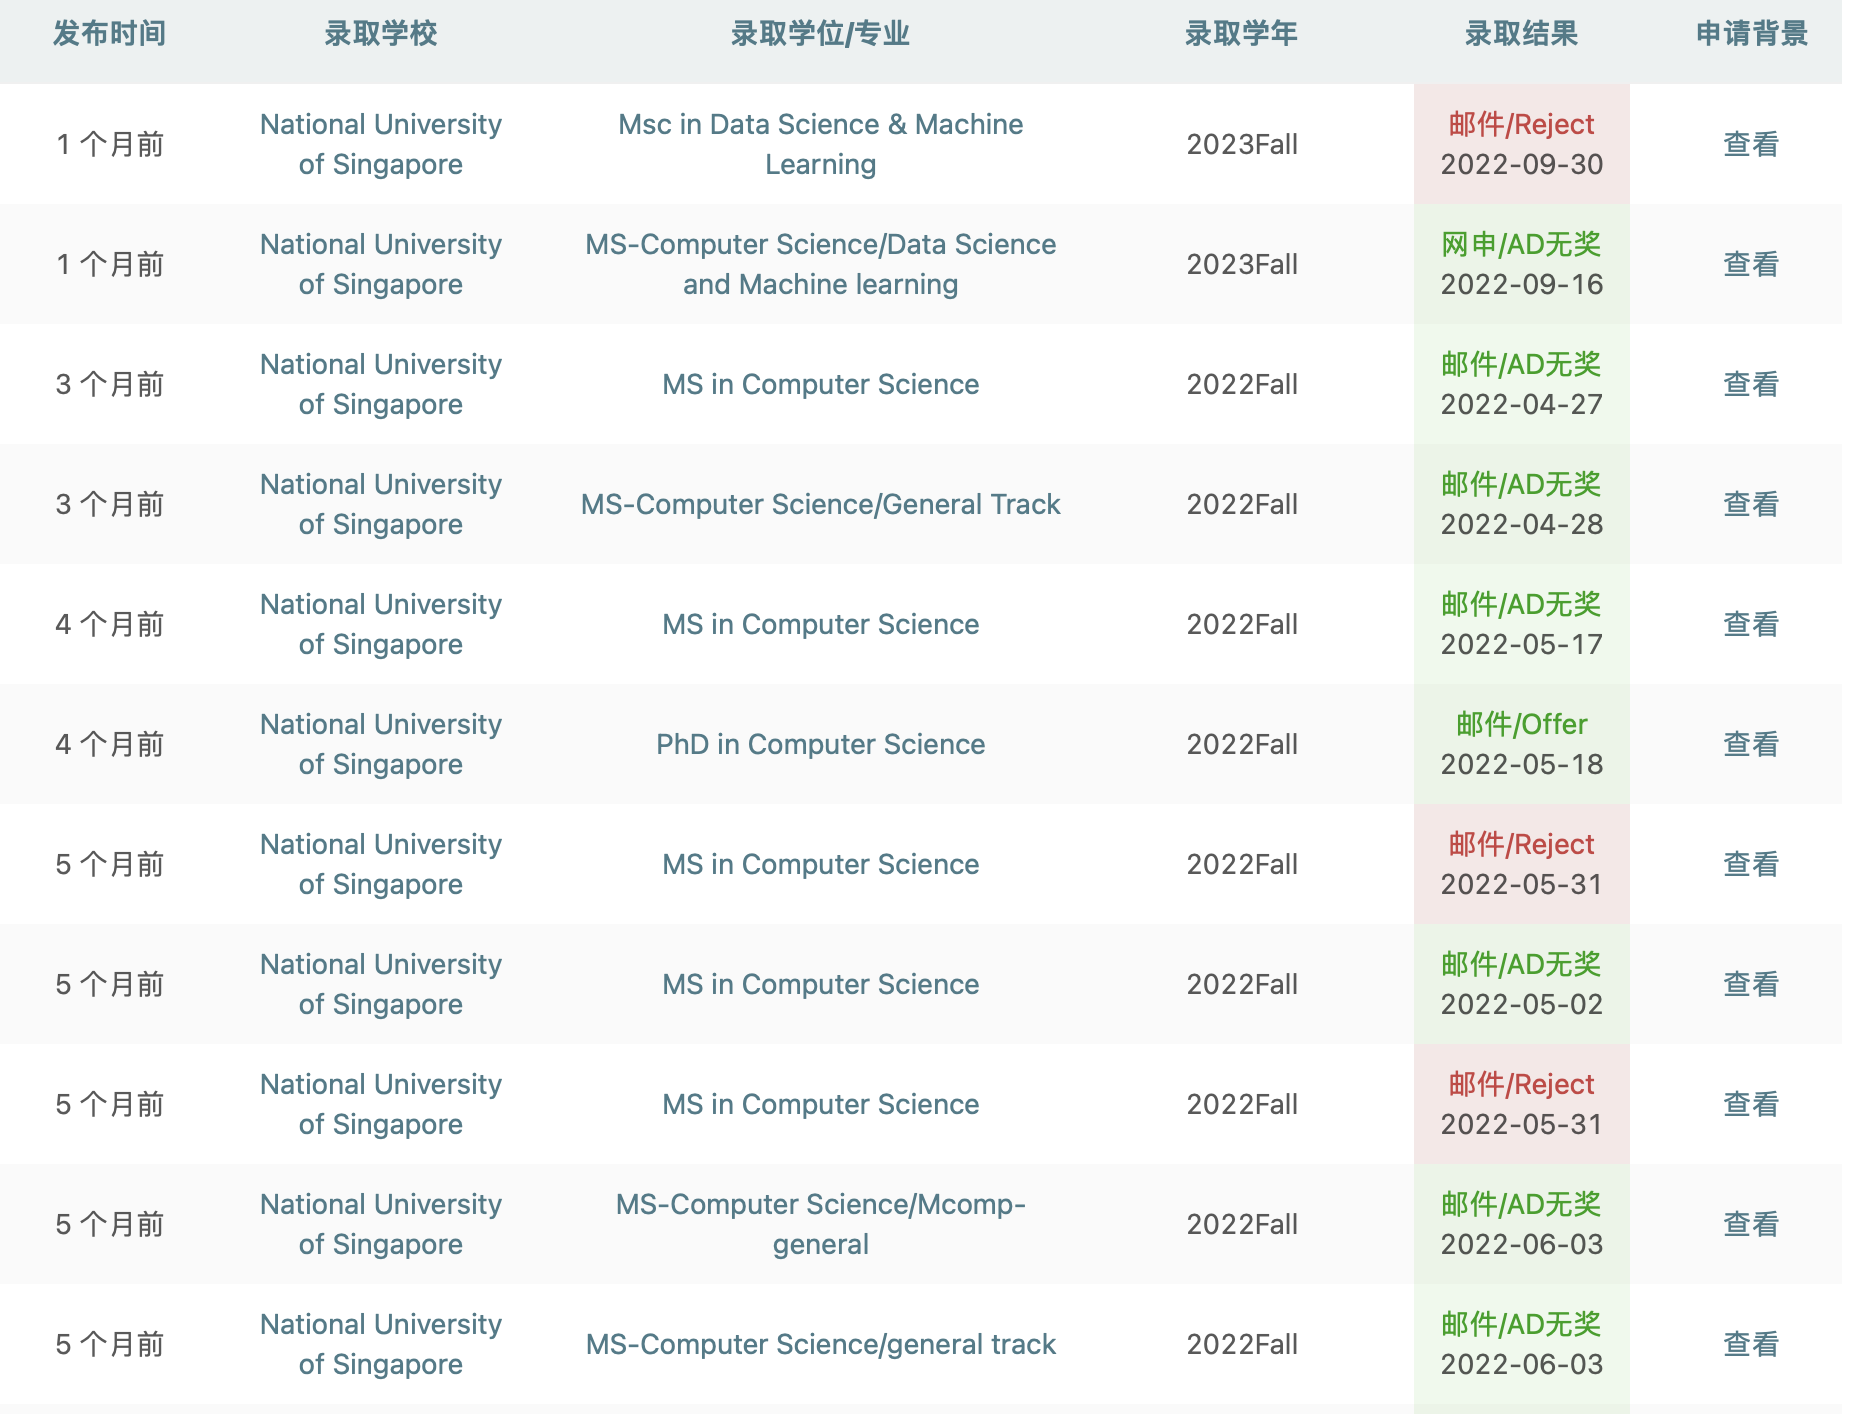 发布时间 录取学校 录取学位/专业 录取学年 录取结果 申请背景
1 个月前 National University of Singapore Msc in Data Science & Machine Learning 2023Fall 邮件/Reject 2022-09-30 查看
1 个月前 National University of Singapore MS-Computer Science/Data Science and Machine learning 2023Fall 网申/AD无奖 2022-09-16 查看
3 个月前 National University of Singapore MS in Computer Science 2022Fall 邮件/AD无奖 2022-04-27 查看
3 个月前 National University of Singapore MS-Computer Science/General Track 2022Fall 邮件/AD无奖 2022-04-28 查看
4 个月前 National University of Singapore MS in Computer Science 2022Fall 邮件/AD无奖 2022-05-17 查看
4 个月前 National University of Singapore PhD in Computer Science 2022Fall 邮件/Offer 2022-05-18 查看
5 个月前 National University of Singapore MS in Computer Science 2022Fall 邮件/Reject 2022-05-31 查看
5 个月前 National University of Singapore MS in Computer Science 2022Fall 邮件/AD无奖 2022-05-02 查看
5 个月前 National University of Singapore MS in Computer Science 2022Fall 邮件/Reject 2022-05-31 查看
5 个月前 National University of Singapore MS-Computer Science/Mcomp-general 2022Fall 邮件/AD无奖 2022-06-03 查看
5 个月前 National University of Singapore MS-Computer Science/general track 2022Fall 邮件/AD无奖 2022-06-03 查看